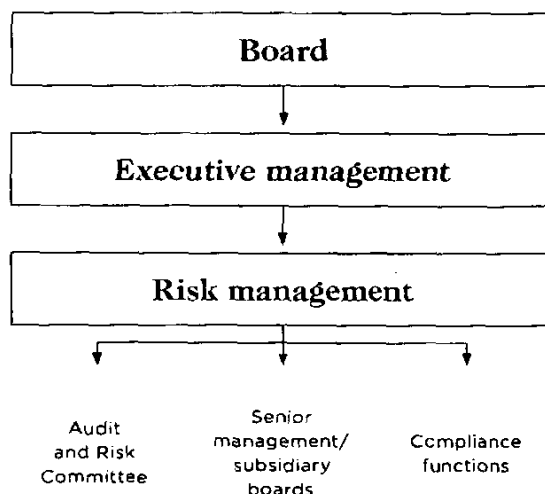 Board
Executive management
Risk management
Audit
and Risk
Committee
Senior
management/
subsidiary
boards
Compliance
functions